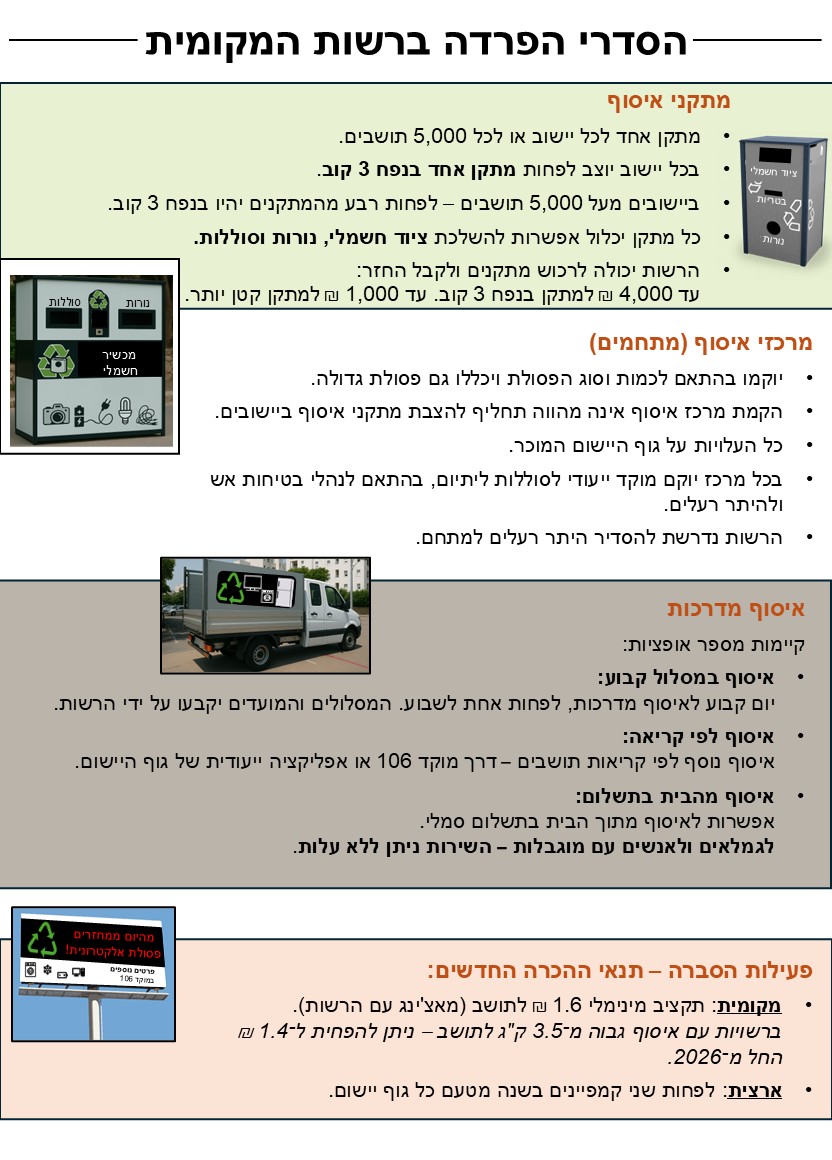 הסדרי הפרדה ברשות המקומית
מתקני איסוף
• מתקן אחד לכל יישוב או לכל 5,000 תושבים.
• בכל יישוב יוצב לפחות מתקן אחד בנפח 3 קוב.
• ביישובים מעל 5,000 תושבים – לפחות רבע מהמתקנים יהיו בנפח 3 קוב.
• כל מתקן יכלול אפשרות להשלכת ציוד חשמלי, נורות וסוללות.
• הרשות יכולה לרכוש מתקנים ולקבל החזר:
עד 4,000 ₪ למתקן בנפח 3 קוב. עד 1,000 ₪ למתקן קטן יותר.
ציוד חשמלי
בטריות
נורות
נורות
סוללות
מכשיר
חשמלי
מרכזי איסוף (מתחמים)
• יוקמו בהתאם לכמות וסוג הפסולת ויכללו גם פסולת גדולה.
• הקמת מרכז איסוף אינה מהווה תחליף להצבת מתקני איסוף ביישובים.
• כל העלויות על גוף היישום המוכר.
• בכל מרכז יוקם מוקד ייעודי לסוללות ליתיום, בהתאם לנהלי בטיחות אש
ולהיתר רעלים.
• הרשות נדרשת להסדיר היתר רעלים למתחם.
איסוף מדרכות
קיימות מספר אופציות:
• איסוף במסלול קבוע:
יום קבוע לאיסוף מדרכות, לפחות אחת לשבוע. המסלולים והמועדים יקבעו על ידי הרשות.
• איסוף לפי קריאה:
איסוף נוסף לפי קריאות תושבים – דרך מוקד 106 או אפליקציה ייעודית של גוף היישום.
• איסוף מהבית בתשלום:
אפשרות לאיסוף מתוך הבית בתשלום סמלי.
לגמלאים ולאנשים עם מוגבלות – השירות ניתן ללא עלות.
מהיום ממחזרים
פסולת אלקטרונית!
פרטים נוספים
במוקד 106
פעילות הסברה – תנאי ההכרה החדשים:
• מקומית: תקציב מינימלי 1.6 ₪ לתושב (מאצ'ינג עם הרשות).
ברשויות עם איסוף גבוה מ־3.5 ק"ג לתושב – ניתן להפחית ל־1.4 ₪
החל מ־2026.
• ארצית: לפחות שני קמפיינים בשנה מטעם כל גוף יישום.